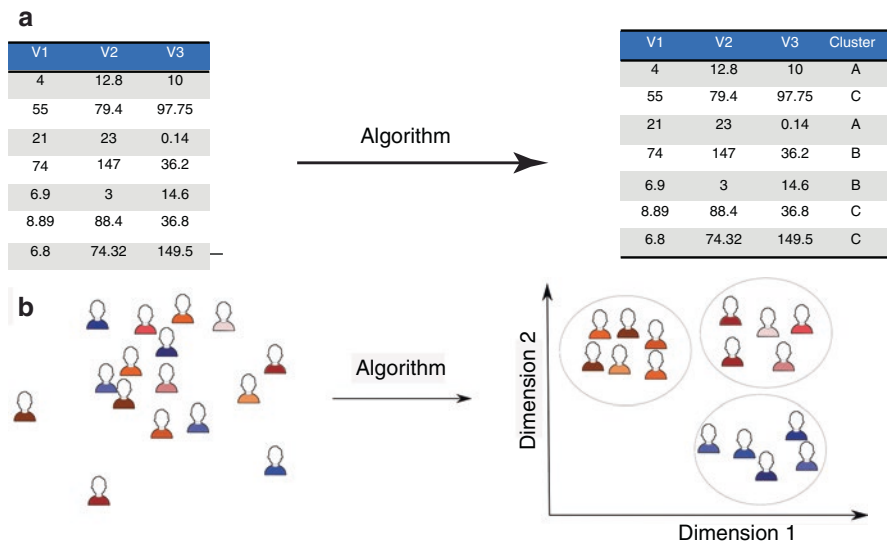 a
V1 V2 V3
4 12.8 10
55 79.4 97.75
21 23 0.14
74 147 36.2
6.9 3 14.6
8.89 88.4 36.8
6.8 74.32 149.5
Algorithm
V1 V2 V3 Cluster
4 12.8 10 A
55 79.4 97.75 C
21 23 0.14 A
74 147 36.2 B
6.9 3 14.6 B
8.89 88.4 36.8 C
6.8 74.32 149.5 C
b
Algorithm
Dimension 2
Dimension 1